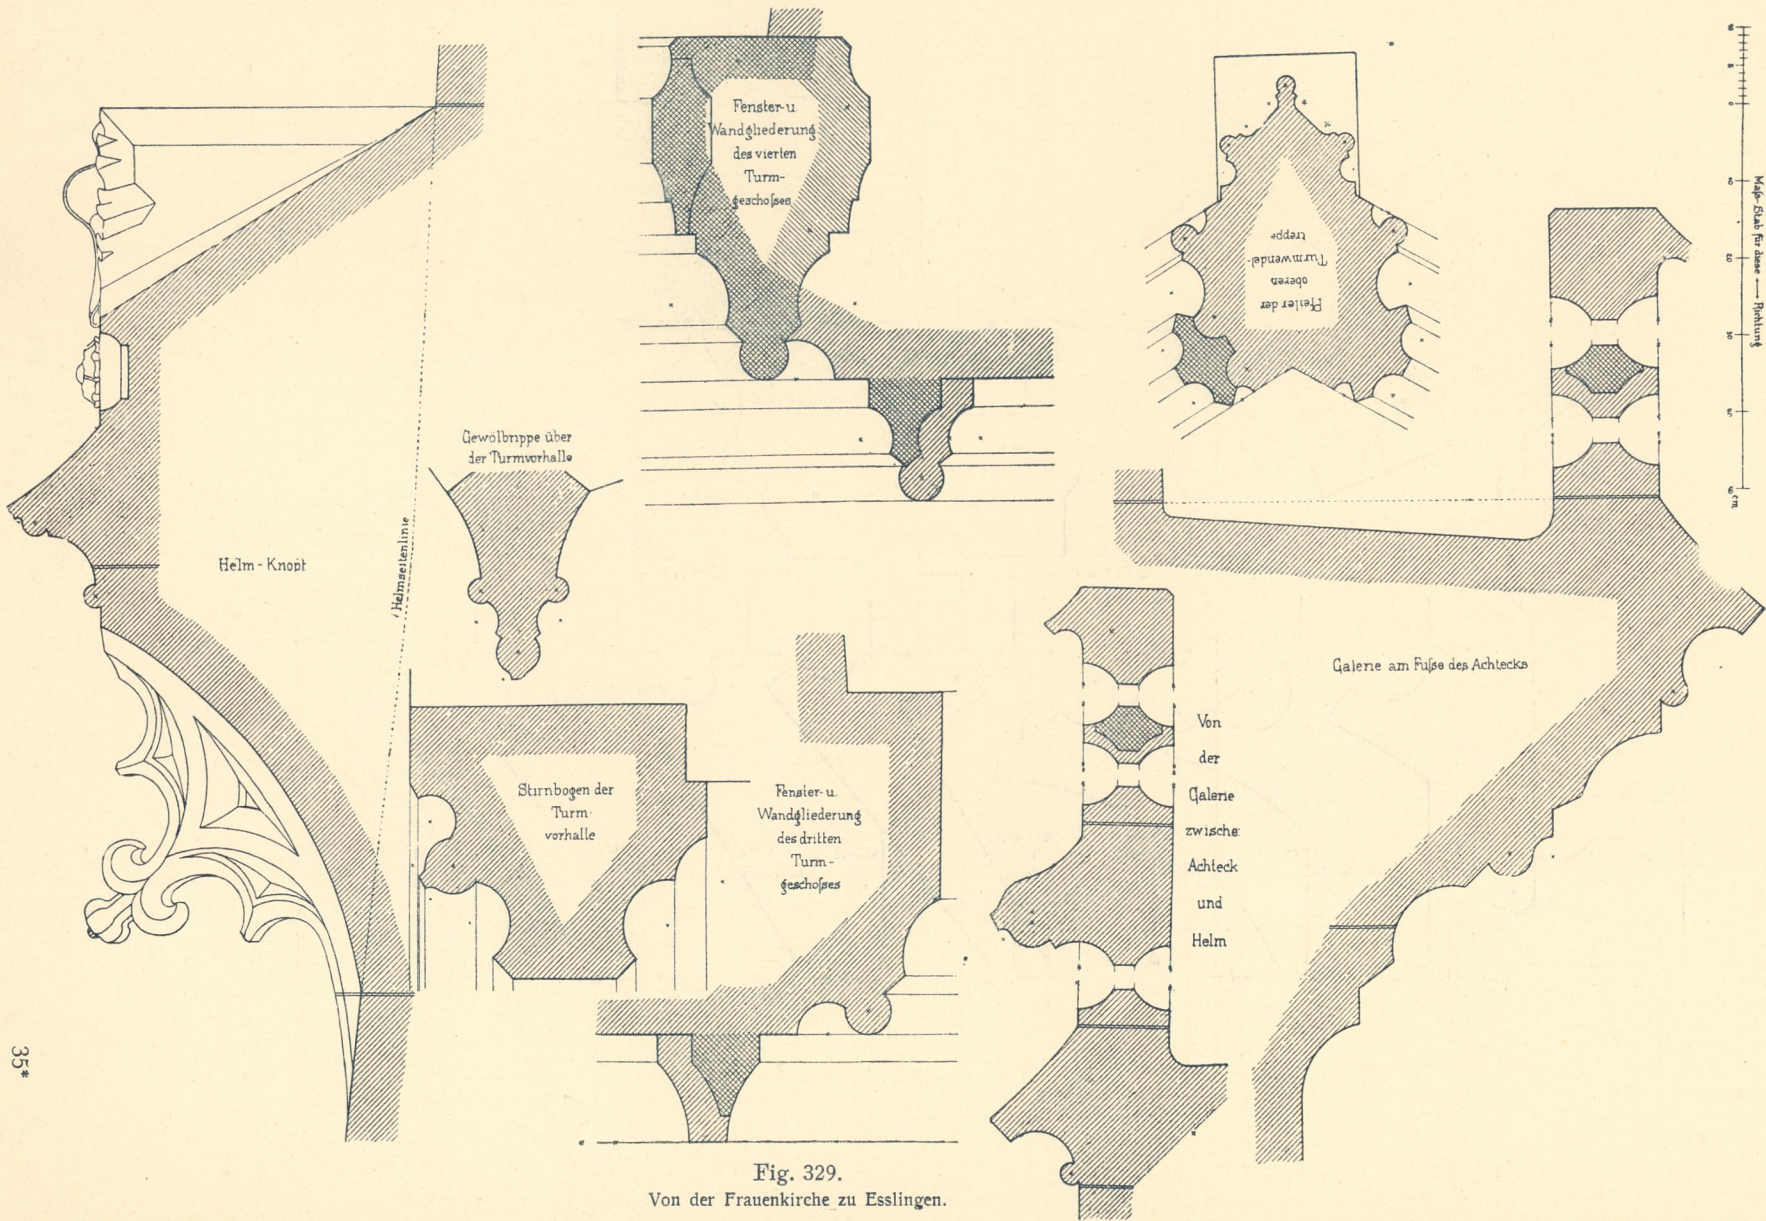 Fenster-u
Wandgliederung
des vierten
Turm-
geschoſses
Pfeiler der
oberen
Turmwendel-
treppe
Maſs-Stab für diese — Richtung
cm
Gewölbrippe über
der Turmvorhalle
Helm-Knopf
Helmseitenlinie
Galerie am Fuſse des Achtecks
Stirnbogen der
Turm-
vorhalle
Fenster-u.
Wandgliederung
des dritten
Turm-
geschoſses
Von
der
Galerie
zwische:
Achteck
und
Helm
35*
Fig. 329.
Von der Frauenkirche zu Esslingen.